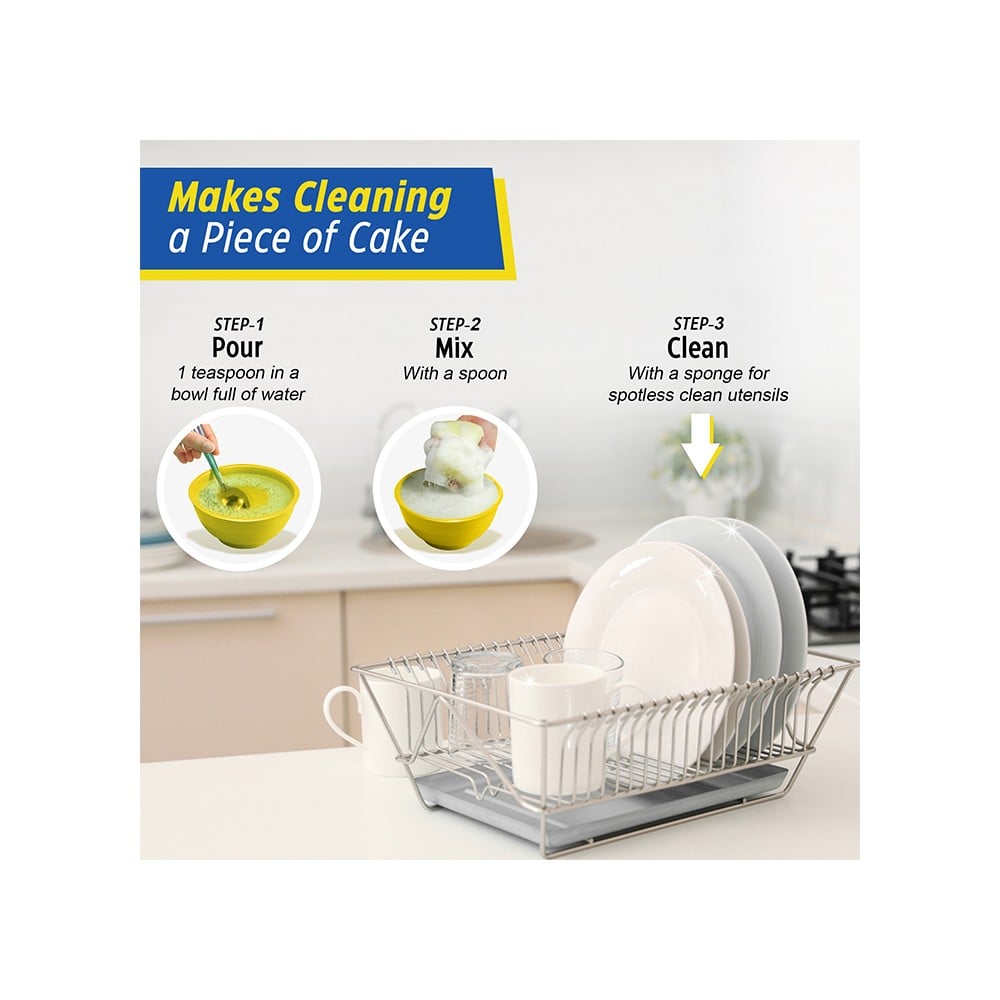 Makes Cleaning
a Piece of Cake
STEP-1
Pour
1 teaspoon in a
bowl full of water
STEP-2
Mix
With a spoon
STEP-3
Clean
With a sponge for
spotless clean utensils